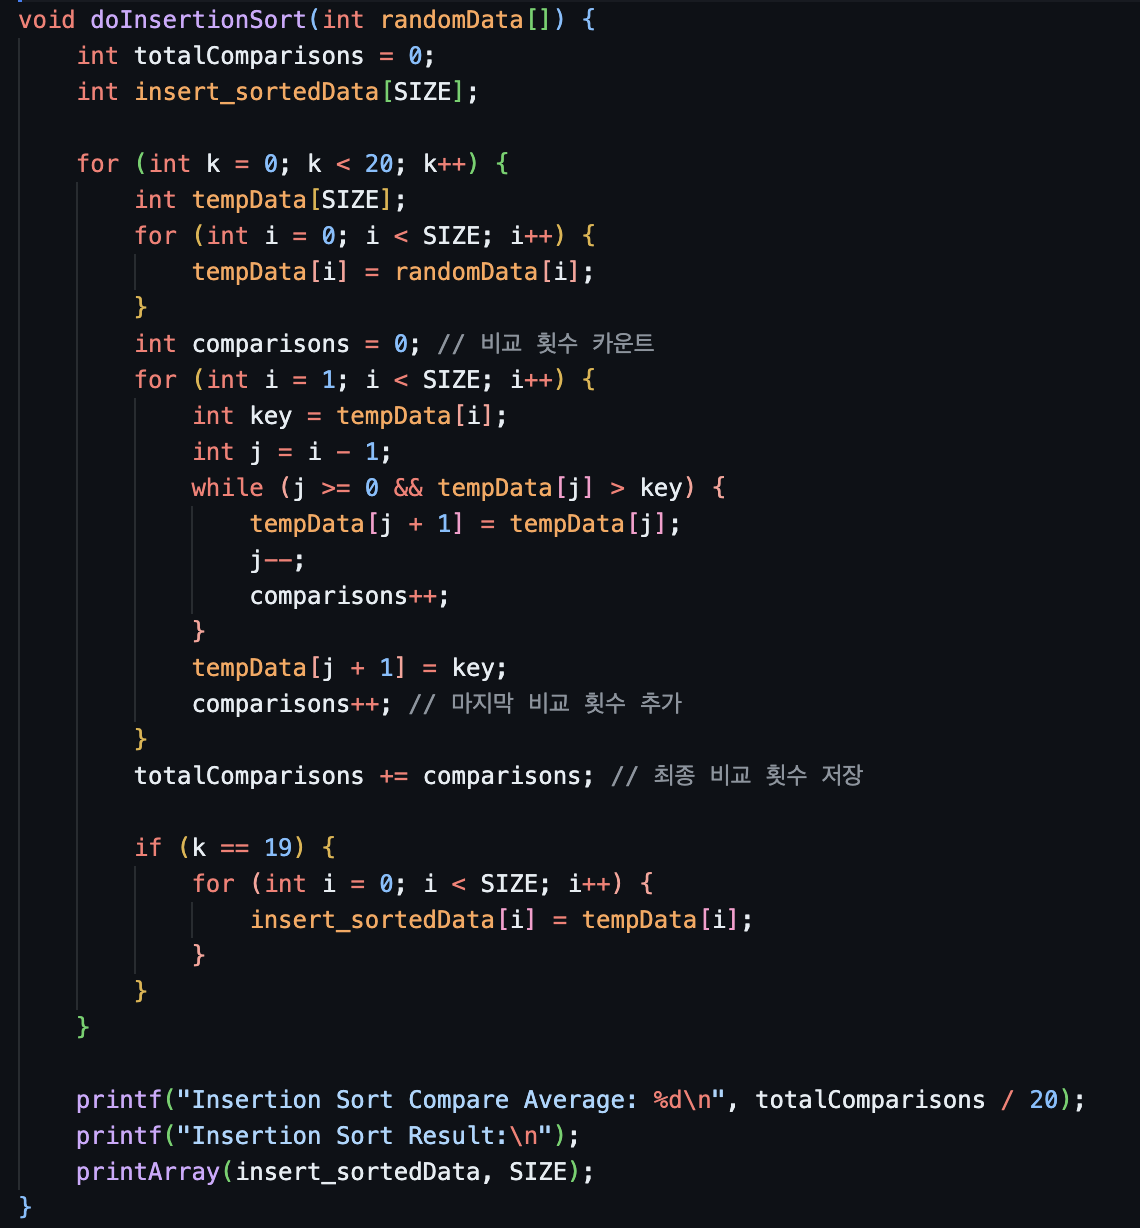 void doInsertionSort(int randomData[]) {
    int totalComparisons = 0;
    int insert_sortedData[SIZE];

    for (int k = 0; k < 20; k++) {
        int tempData[SIZE];
        for (int i = 0; i < SIZE; i++) {
            tempData[i] = randomData[i];
        }
        int comparisons = 0; // 비교 횟수 카운트
        for (int i = 1; i < SIZE; i++) {
            int key = tempData[i];
            int j = i - 1;
            while (j >= 0 && tempData[j] > key) {
                tempData[j + 1] = tempData[j];
                j--;
                comparisons++;
            }
            tempData[j + 1] = key;
            comparisons++; // 마지막 비교 횟수 추가
        }
        totalComparisons += comparisons; // 최종 비교 횟수 저장

        if (k == 19) {
            for (int i = 0; i < SIZE; i++) {
                insert_sortedData[i] = tempData[i];
            }
        }
    }

    printf("Insertion Sort Compare Average: %d\n", totalComparisons / 20);
    printf("Insertion Sort Result:\n");
    printArray(insert_sortedData, SIZE);
}